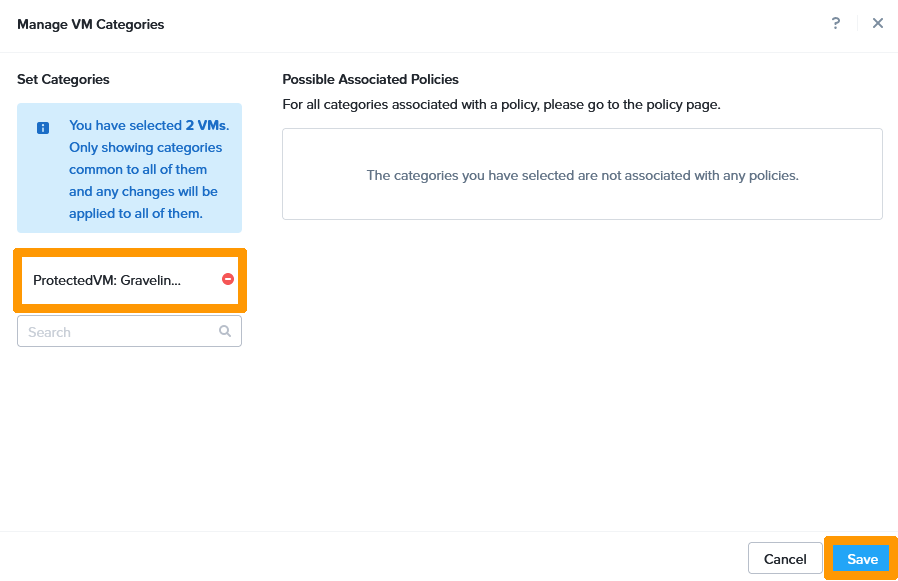 Manage VM Categories
?
Set Categories
You have selected 2 VMs.
Only showing categories
common to all of them
and any changes will be
applied to all of them.
ProtectedVM: Gravelin...
Search
Possible Associated Policies
For all categories associated with a policy, please go to the policy page.
The categories you have selected are not associated with any policies.
Cancel
Save